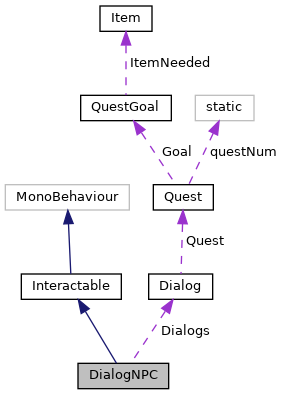 Item
ItemNeeded
QuestGoal
static
Goal
questNum
MonoBehaviour
Quest
Quest
Interactable
Dialog
Dialogs
DialogNPC